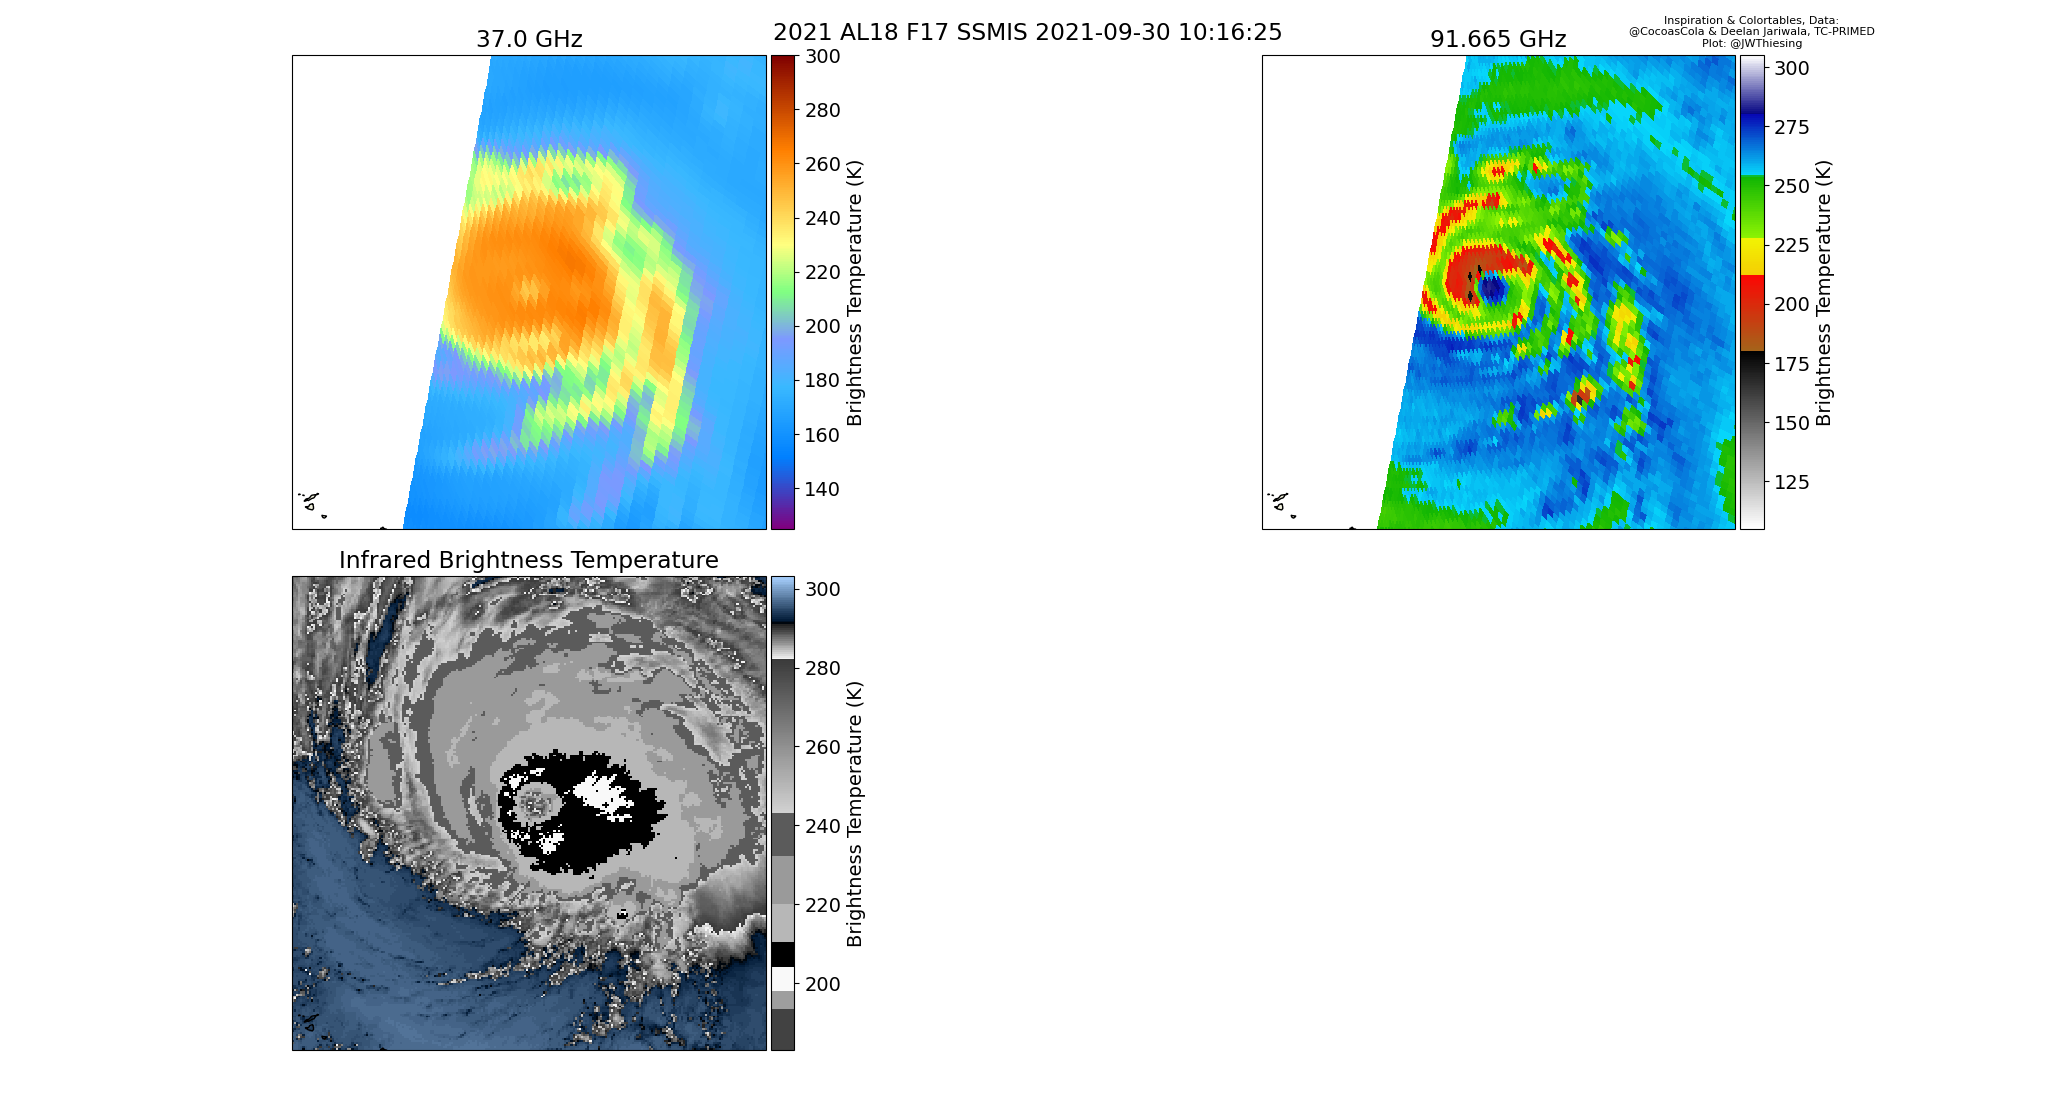 2021 AL18 F17 SSMIS 2021-09-30 10:16:25
Inspiration & Colortables, Data:
@CocoasCola & Deelan Jariwala, TC-PRIMED
Plot: @JWThiesing
37.0 GHz
300
280
260
240
220
200
180
160
140
Brightness Temperature (K)
91.665 GHz
300
275
250
225
200
175
150
125
Brightness Temperature (K)
Infrared Brightness Temperature
300
280
260
240
220
200
Brightness Temperature (K)